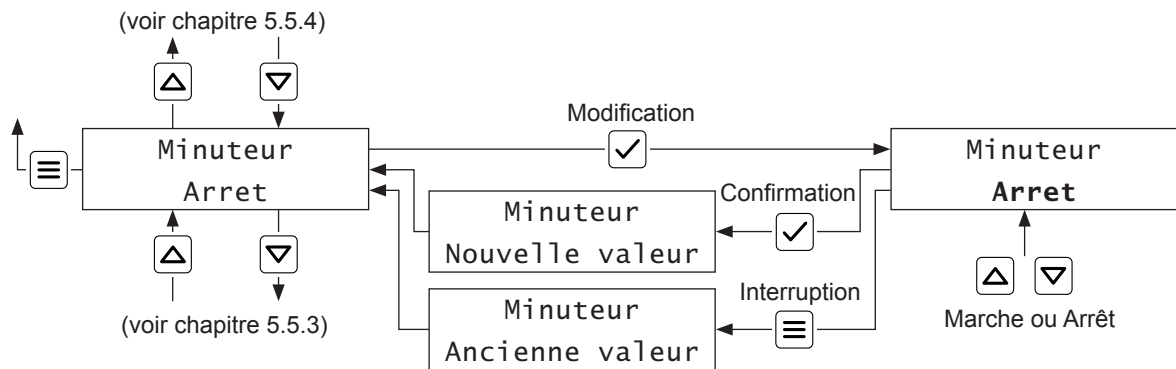 (voir chapitre 5.5.4)
Modification
Minuteur
Arret
Minuteur
Arret
Confirmation
Minuteur
Nouvelle valeur
Interruption
Minuteur
Ancienne valeur
(voir chapitre 5.5.3)
Marche ou Arrêt